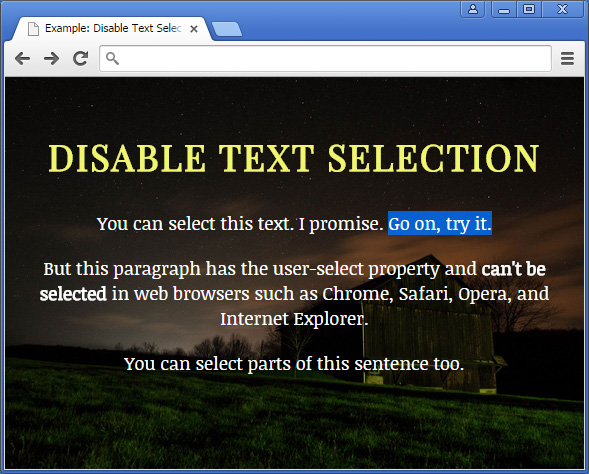 Example: Disable Text Selec
DISABLE TEXT SELECTION
You can select this text. I promise. Go on, try it.
But this paragraph has the user-select property and can't be
selected in web browsers such as Chrome, Safari, Opera, and
Internet Explorer.
You can select parts of this sentence too.